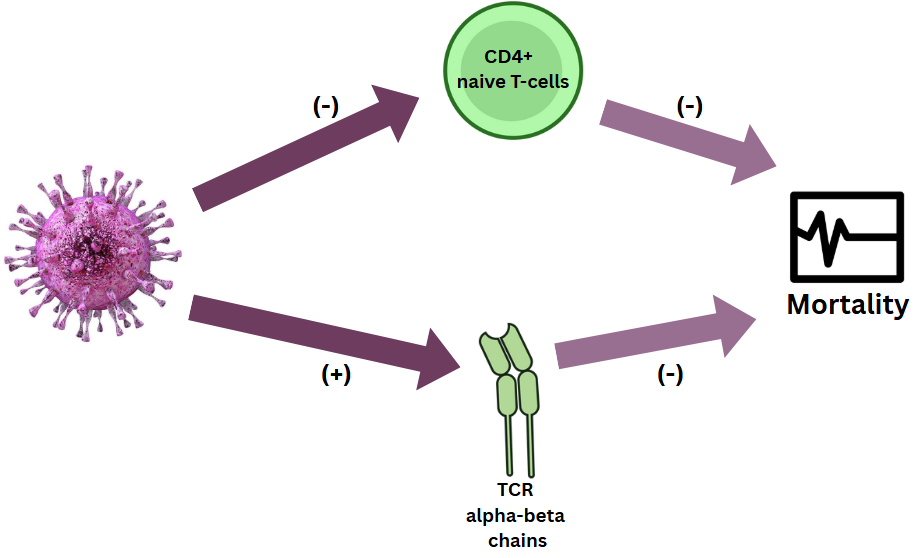 CD4+
naive T-cells
(-)
(-)
Mortality
(+)
(-)
TCR
alpha-beta
chains